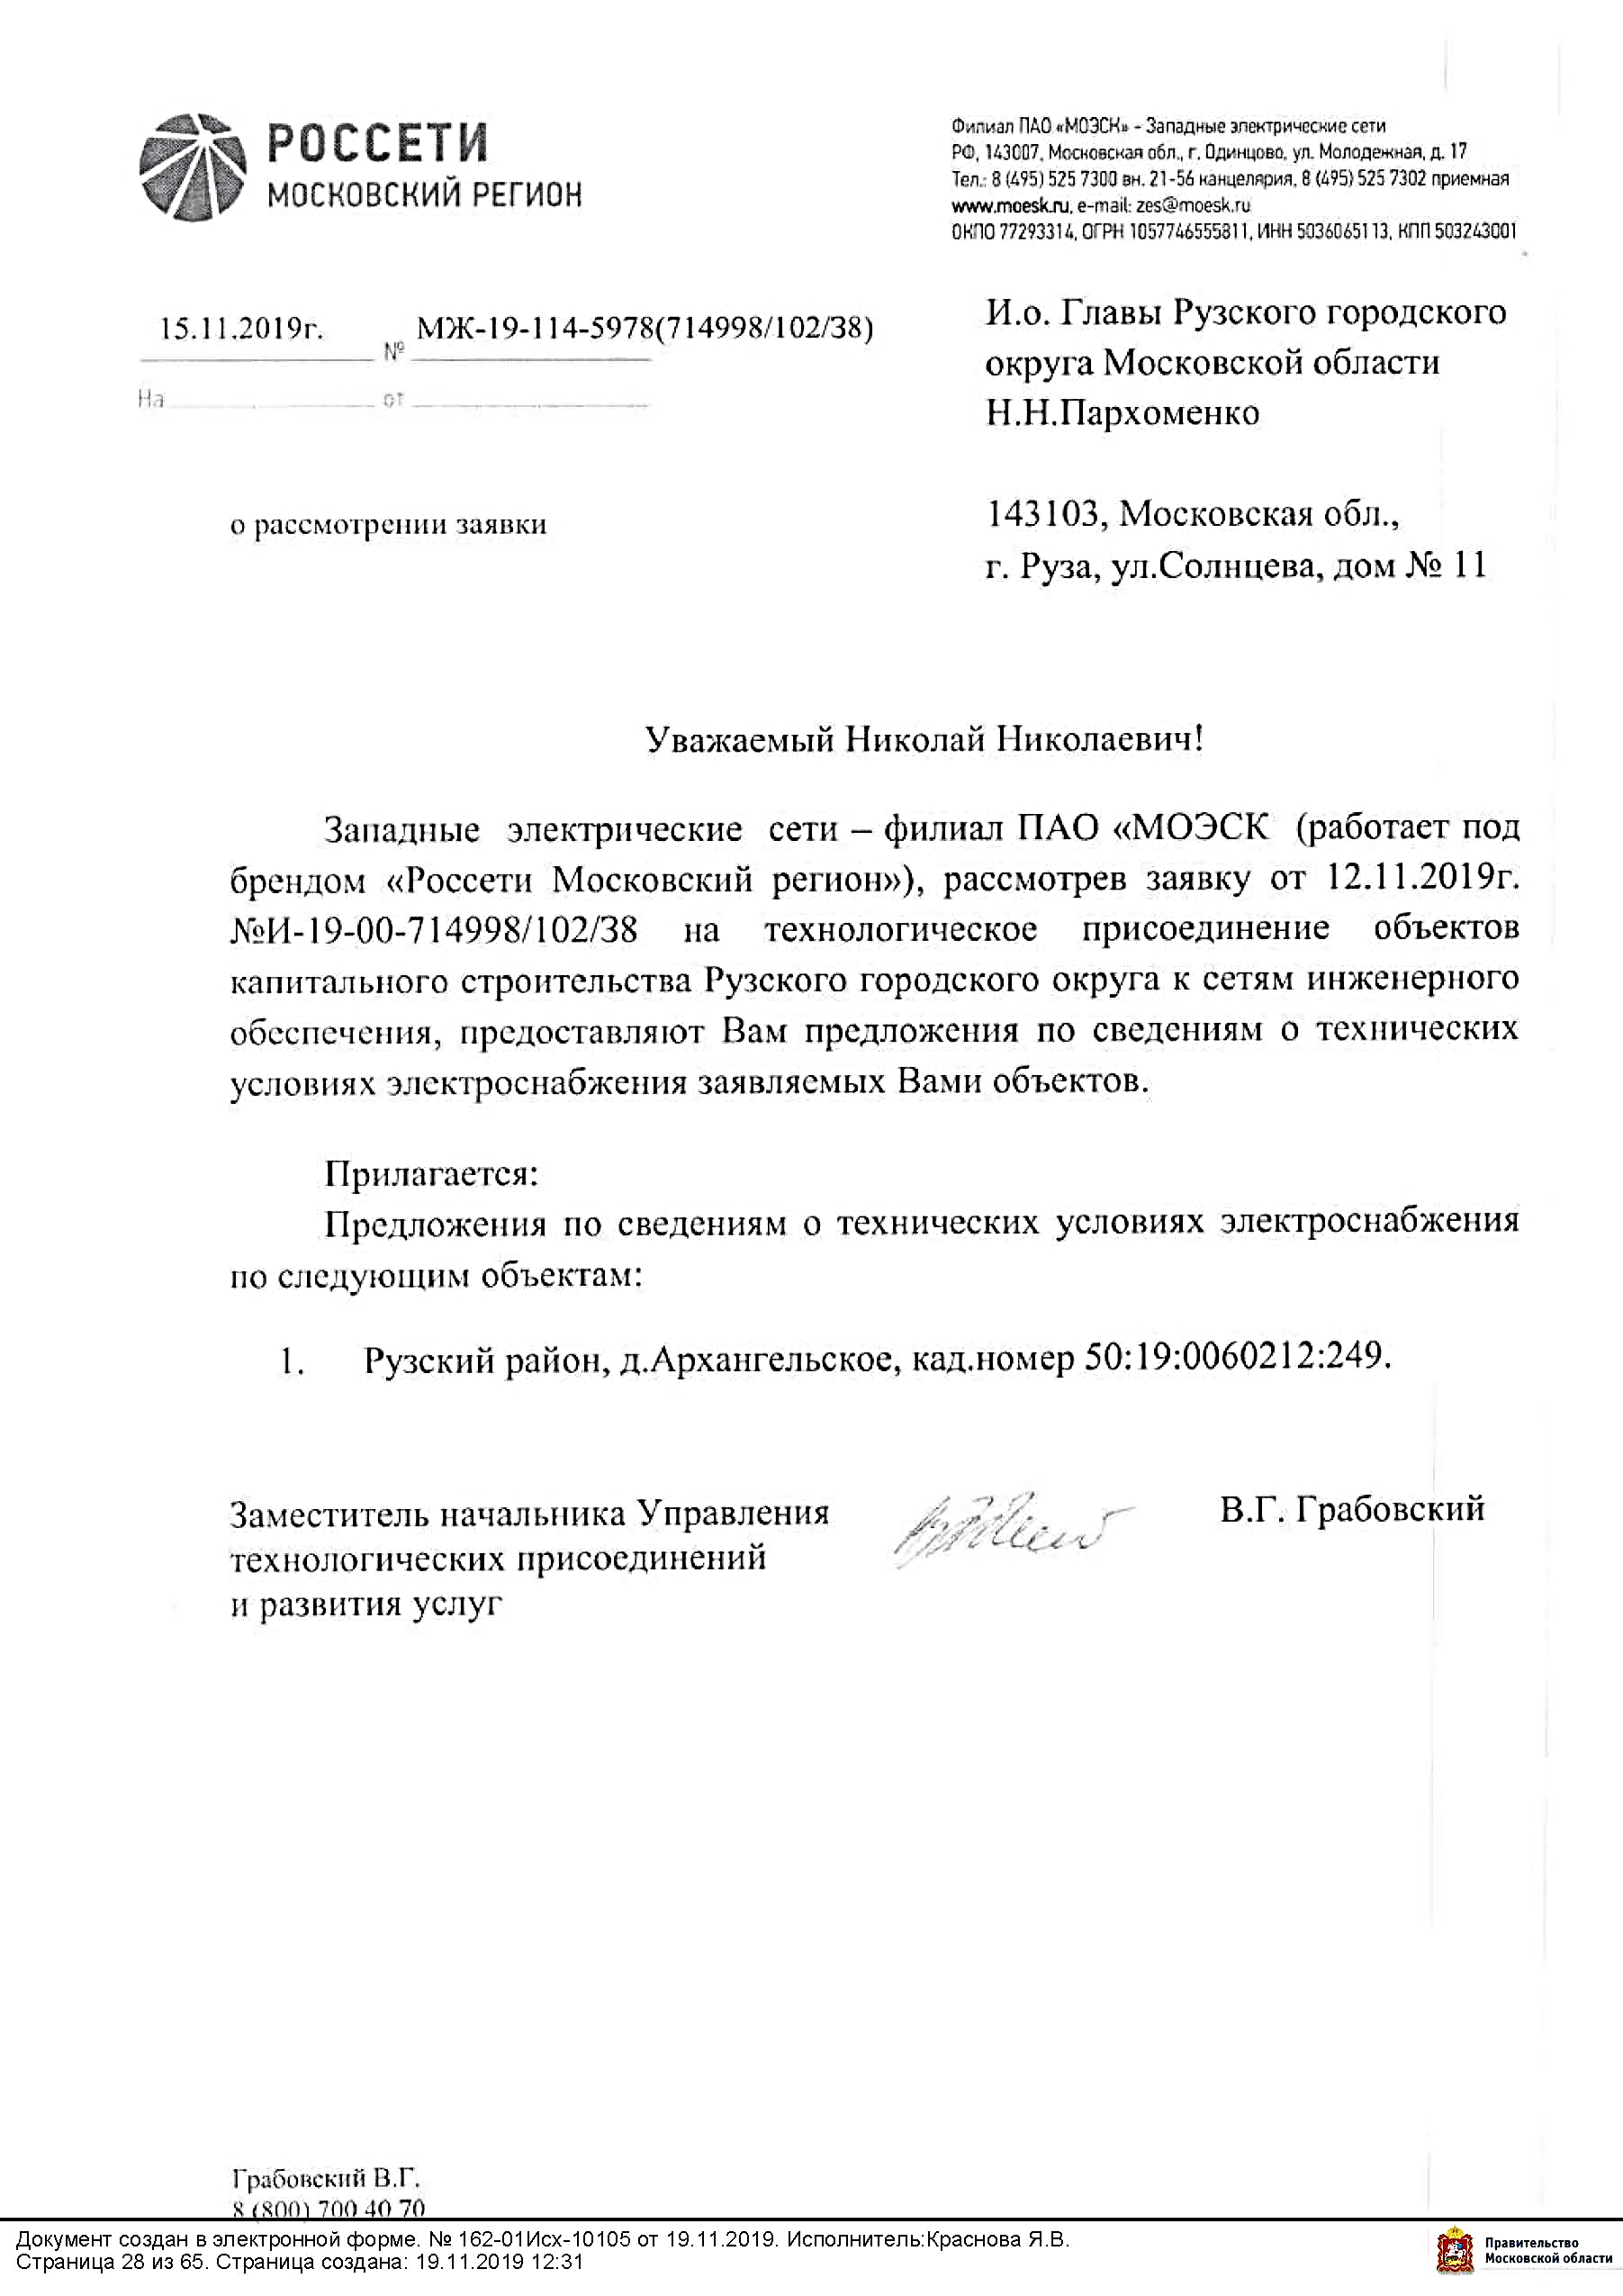 РОССЕТИ
МОСКОВСКИЙ РЕГИОН
Филиал ПАО «МОЭСК» - Западные электрические сети
РФ, 143007, Московская обл., г. Одинцово, ул. Молодежная, д. 17
Тел.: 8 (495) 525 7300 вн. 21-56 канцелярия, 8 (495) 525 7302 приемная
www.moesk.ru, e-mail: zes@moesk.ru
ОКПО 77293314, ОГРН 1057746555811, ИНН 5036065113, КПП 503243001
15.11.2019г. № МЖ-19-114-5978(714998/102/38)
На от
И.о. Главы Рузского городского
округа Московской области
Н.Н.Пархоменко
о рассмотрении заявки
143103, Московская обл.,
г. Руза, ул.Солнцева, дом № 11
Уважаемый Николай Николаевич!
Западные электрические сети – филиал ПАО «МОЭСК (работает под
брендом «Россети Московский регион»), рассмотрев заявку от 12.11.2019г.
№И-19-00-714998/102/38 на технологическое присоединение объектов
капитального строительства Рузского городского округа к сетям инженерного
обеспечения, предоставляют Вам предложения по сведениям о технических
условиях электроснабжения заявляемых Вами объектов.
Прилагается:
Предложения по сведениям о технических условиях электроснабжения
по следующим объектам:
1. Рузский район, д.Архангельское, кад.номер 50:19:0060212:249.
Заместитель начальника Управления
технологических присоединений
и развития услуг
В.Г. Грабовский
Грабовский В.Г.
8 (800) 700 40 70
Документ создан в электронной форме. № 162-01Исх-10105 от 19.11.2019. Исполнитель:Краснова Я.В.
Страница 28 из 65. Страница создана: 19.11.2019 12:31
Правительство
Московской области